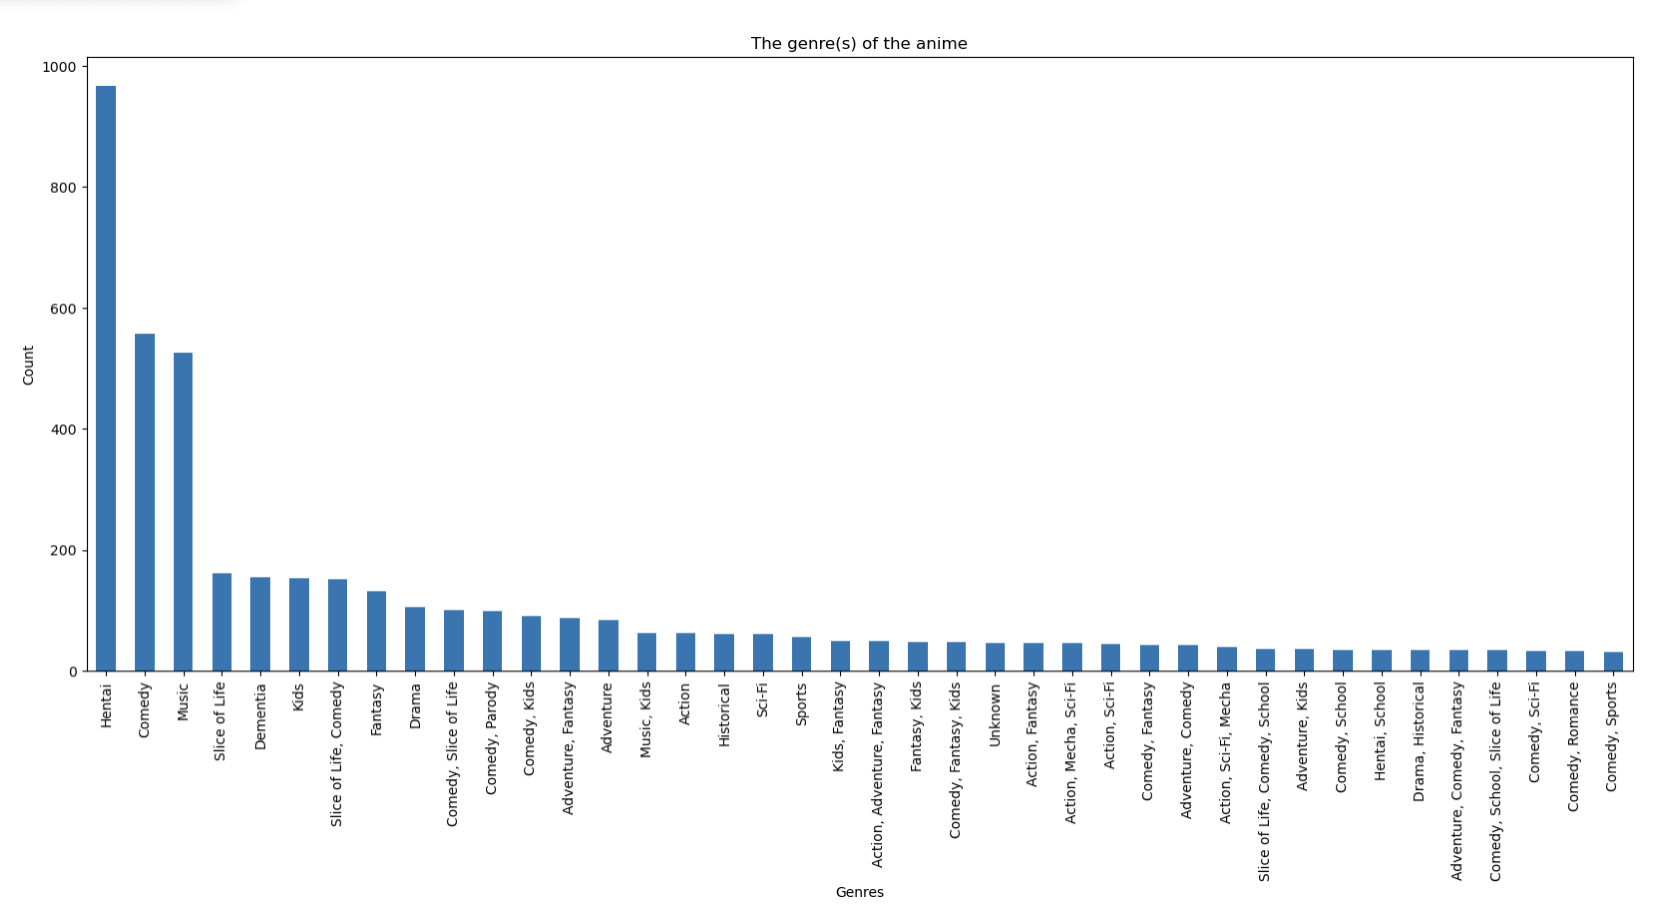 The genre(s) of the anime
1000
800
600
400
200
0
Count
Hentai
Comedy
Music
Slice of Life
Dementia
Kids
Slice of Life, Comedy
Fantasy
Drama
Comedy, Slice of Life
Comedy, Parody
Comedy, Kids
Adventure, Fantasy
Adventure
Music, Kids
Action
Historical
Sci-Fi
Sports
Kids, Fantasy
Action, Adventure, Fantasy
Fantasy, Kids
Comedy, Fantasy, Kids
Unknown
Action, Fantasy
Action, Mecha, Sci-Fi
Action, Sci-Fi
Comedy, Fantasy
Adventure, Comedy
Action, Sci-Fi, Mecha
Slice of Life, Comedy, School
Adventure, Kids
Comedy, School
Hentai, School
Drama, Historical
Adventure, Comedy, Fantasy
Comedy, School, Slice of Life
Comedy, Sci-Fi
Comedy, Romance
Comedy, Sports
Genres